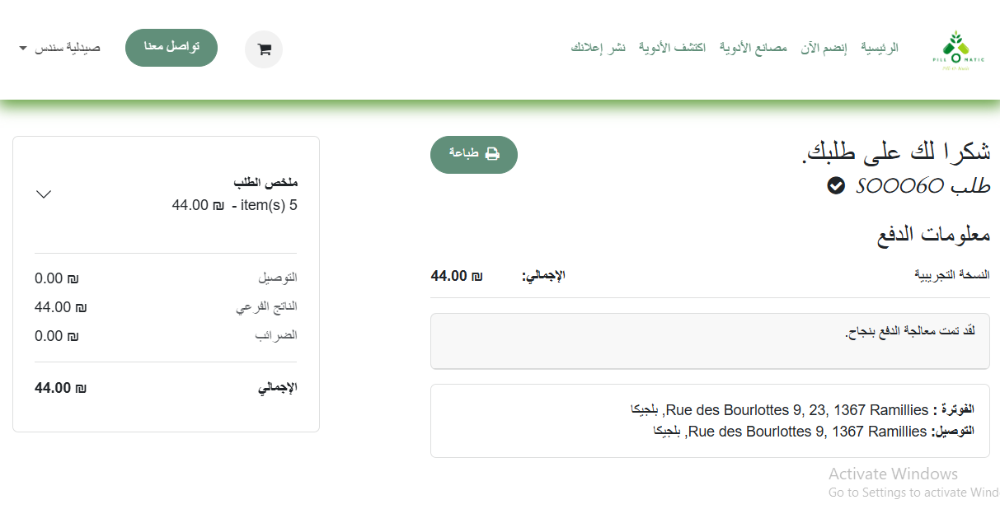 PILL O MATIC
الرئيسية
إنضم الآن
مصانع الأدوية
اكتشف الأدوية
نشر إعلانك
تواصل معنا
صيدلية سندس
شكرا لك على طلبك.
طلب SO0060
طباعة
معلومات الدفع
النسخة التجريبية
الإجمالي: 44.00 ₪
لقد تمت معالجة الدفع بنجاح.
الفوترة : Rue des Bourlottes 9, 23, 1367 Ramillies, بلجيكا
التوصيل: Rue des Bourlottes 9, 1367 Ramillies, بلجيكا
ملخص الطلب
5 item(s) - 44.00 ₪
التوصيل 0.00 ₪
الناتج الفرعي 44.00 ₪
الضرائب 0.00 ₪
الإجمالي 44.00 ₪
Activate Windows
Go to Settings to activate Wind